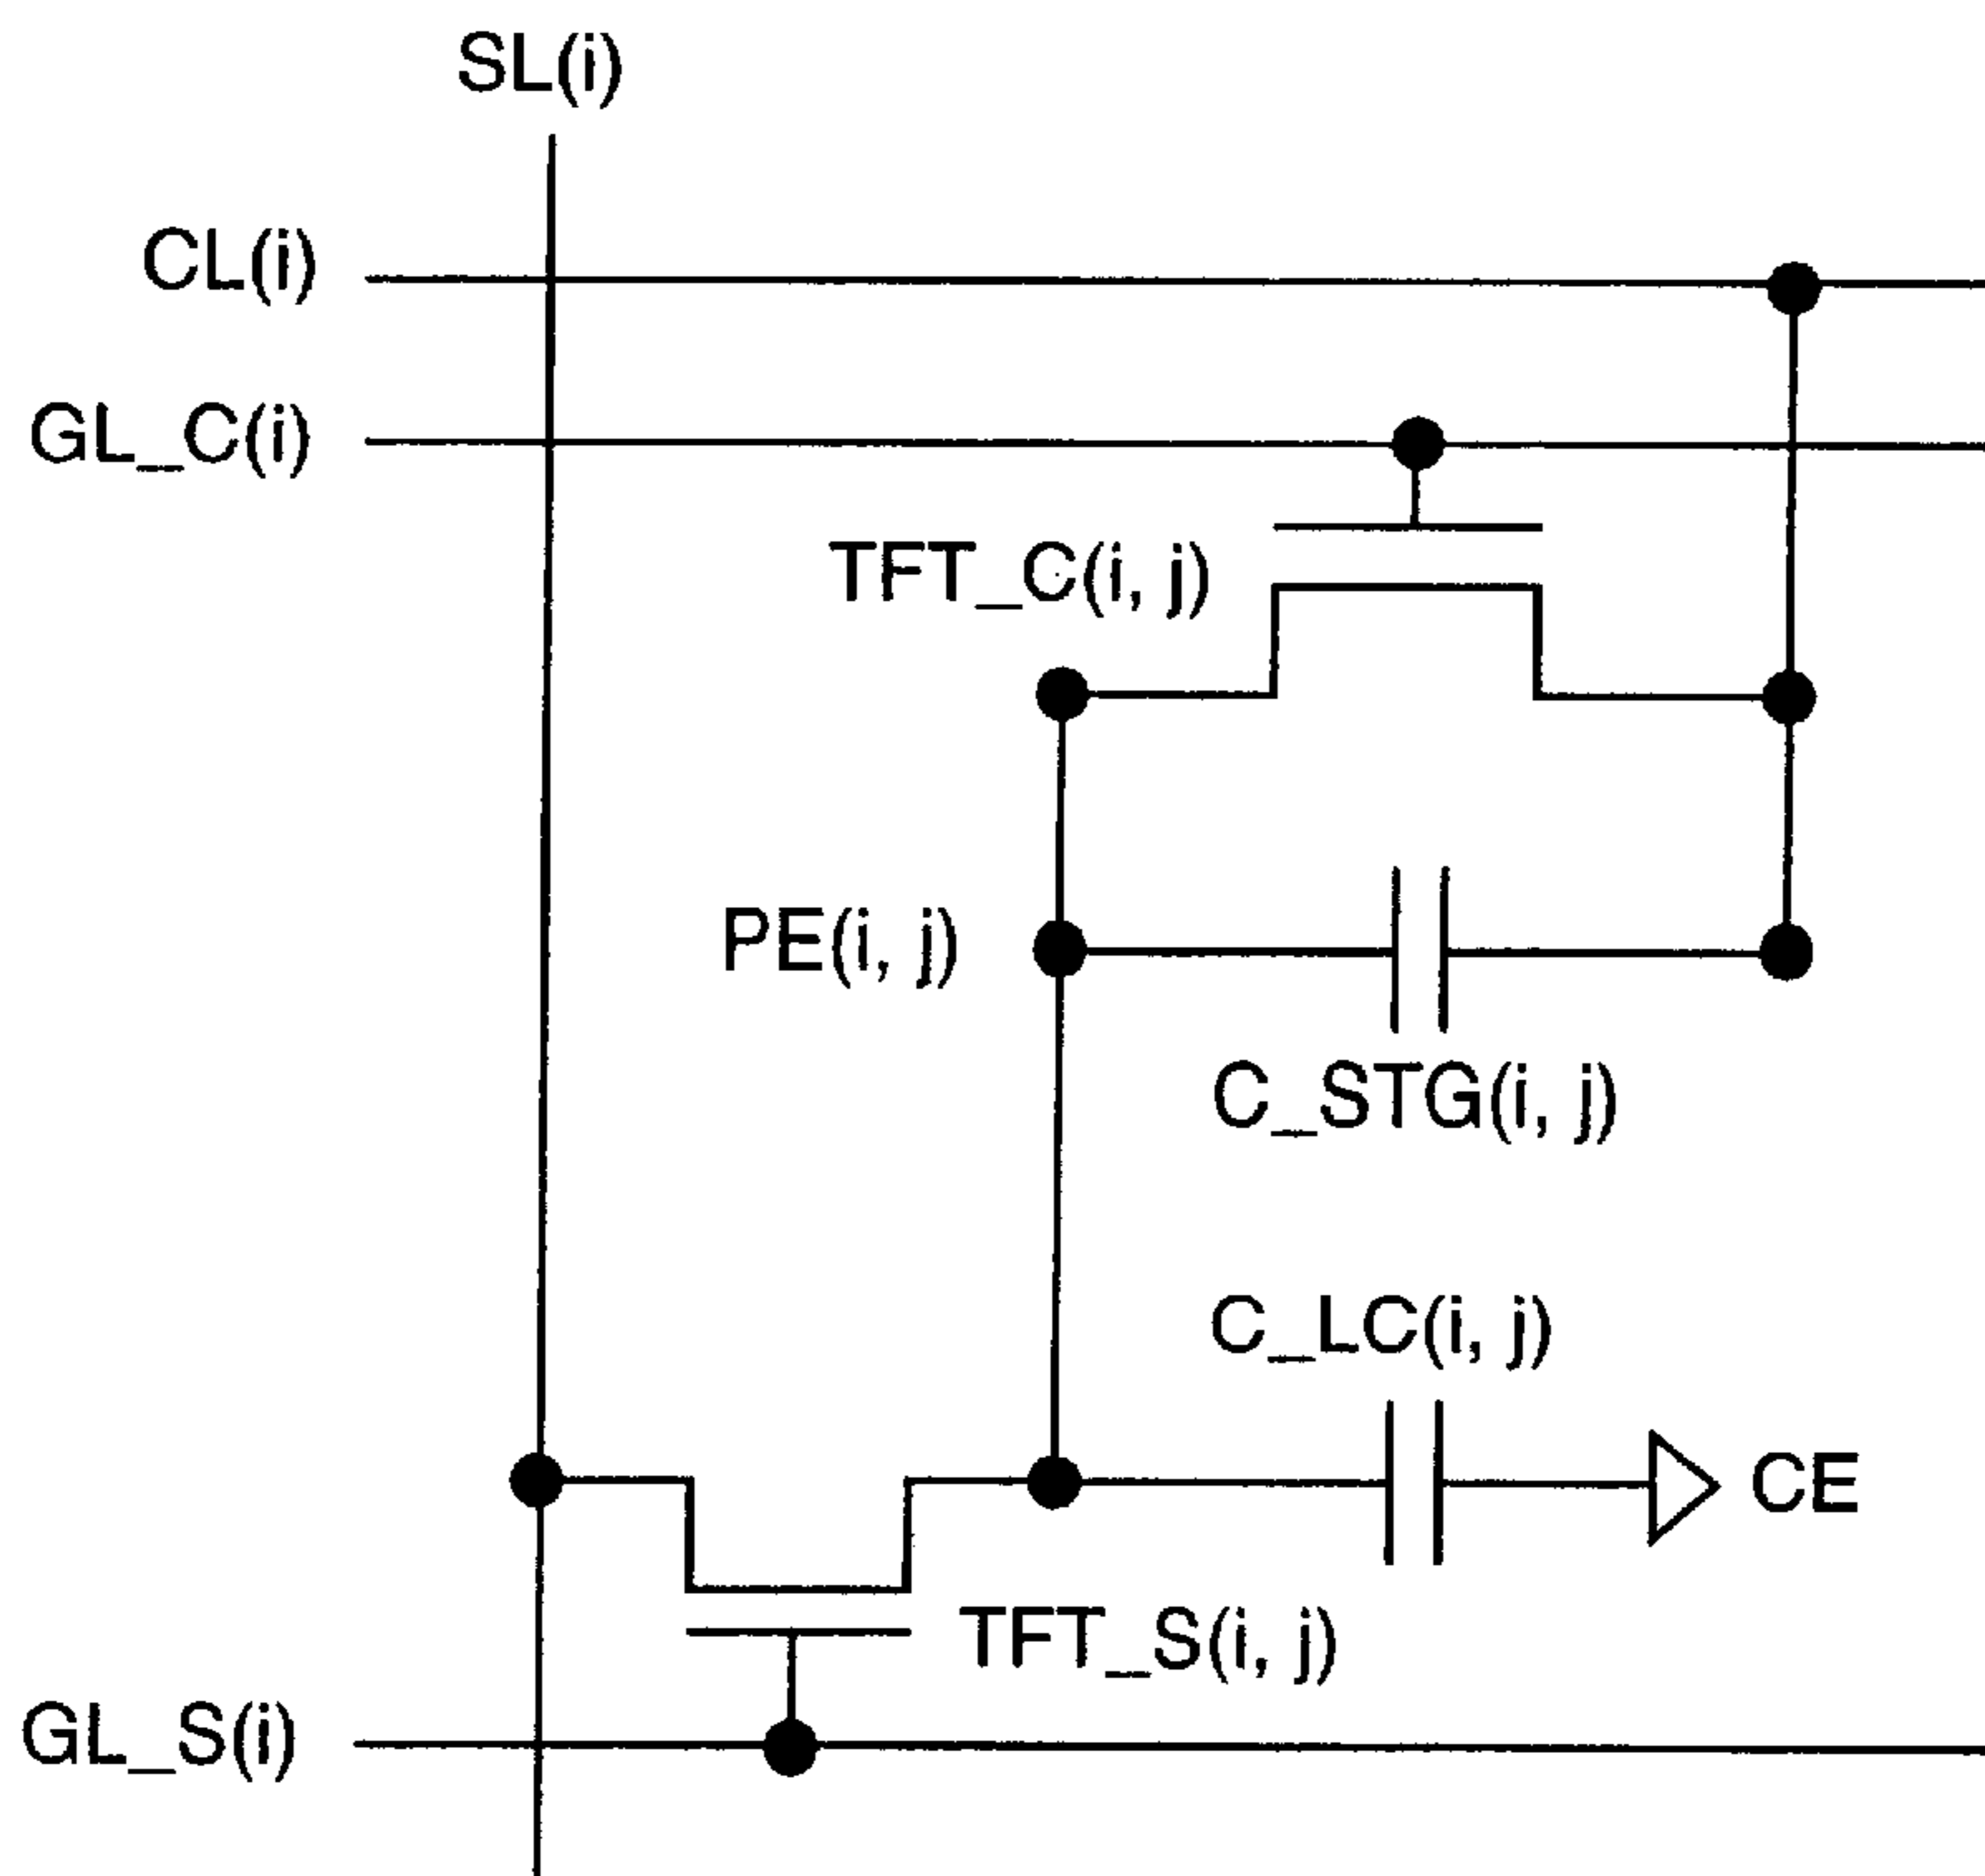 SL(i)
CL(i)
GL_C(i)
TFT_C(i, j)
PE(i, j)
C_STG(i, j)
C_LC(i, j)
CE
TFT_S(i, j)
GL_S(i)